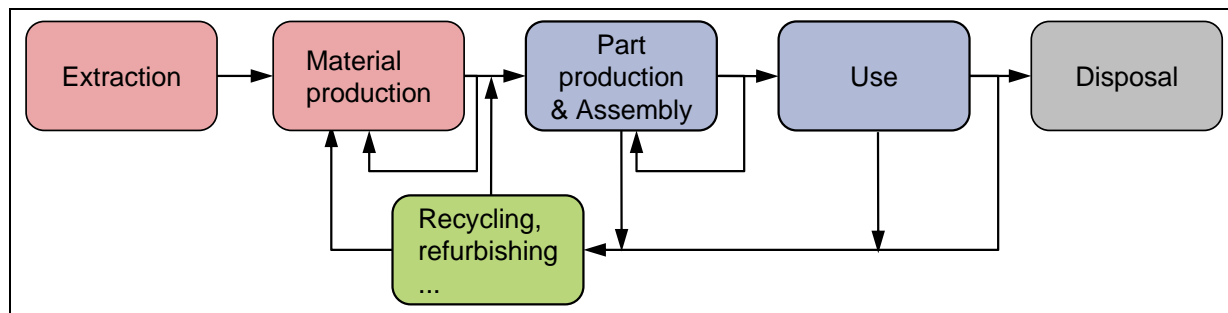 Extraction
Material
production
Part
production
& Assembly
Use
Disposal
Recycling,
refurbishing
...